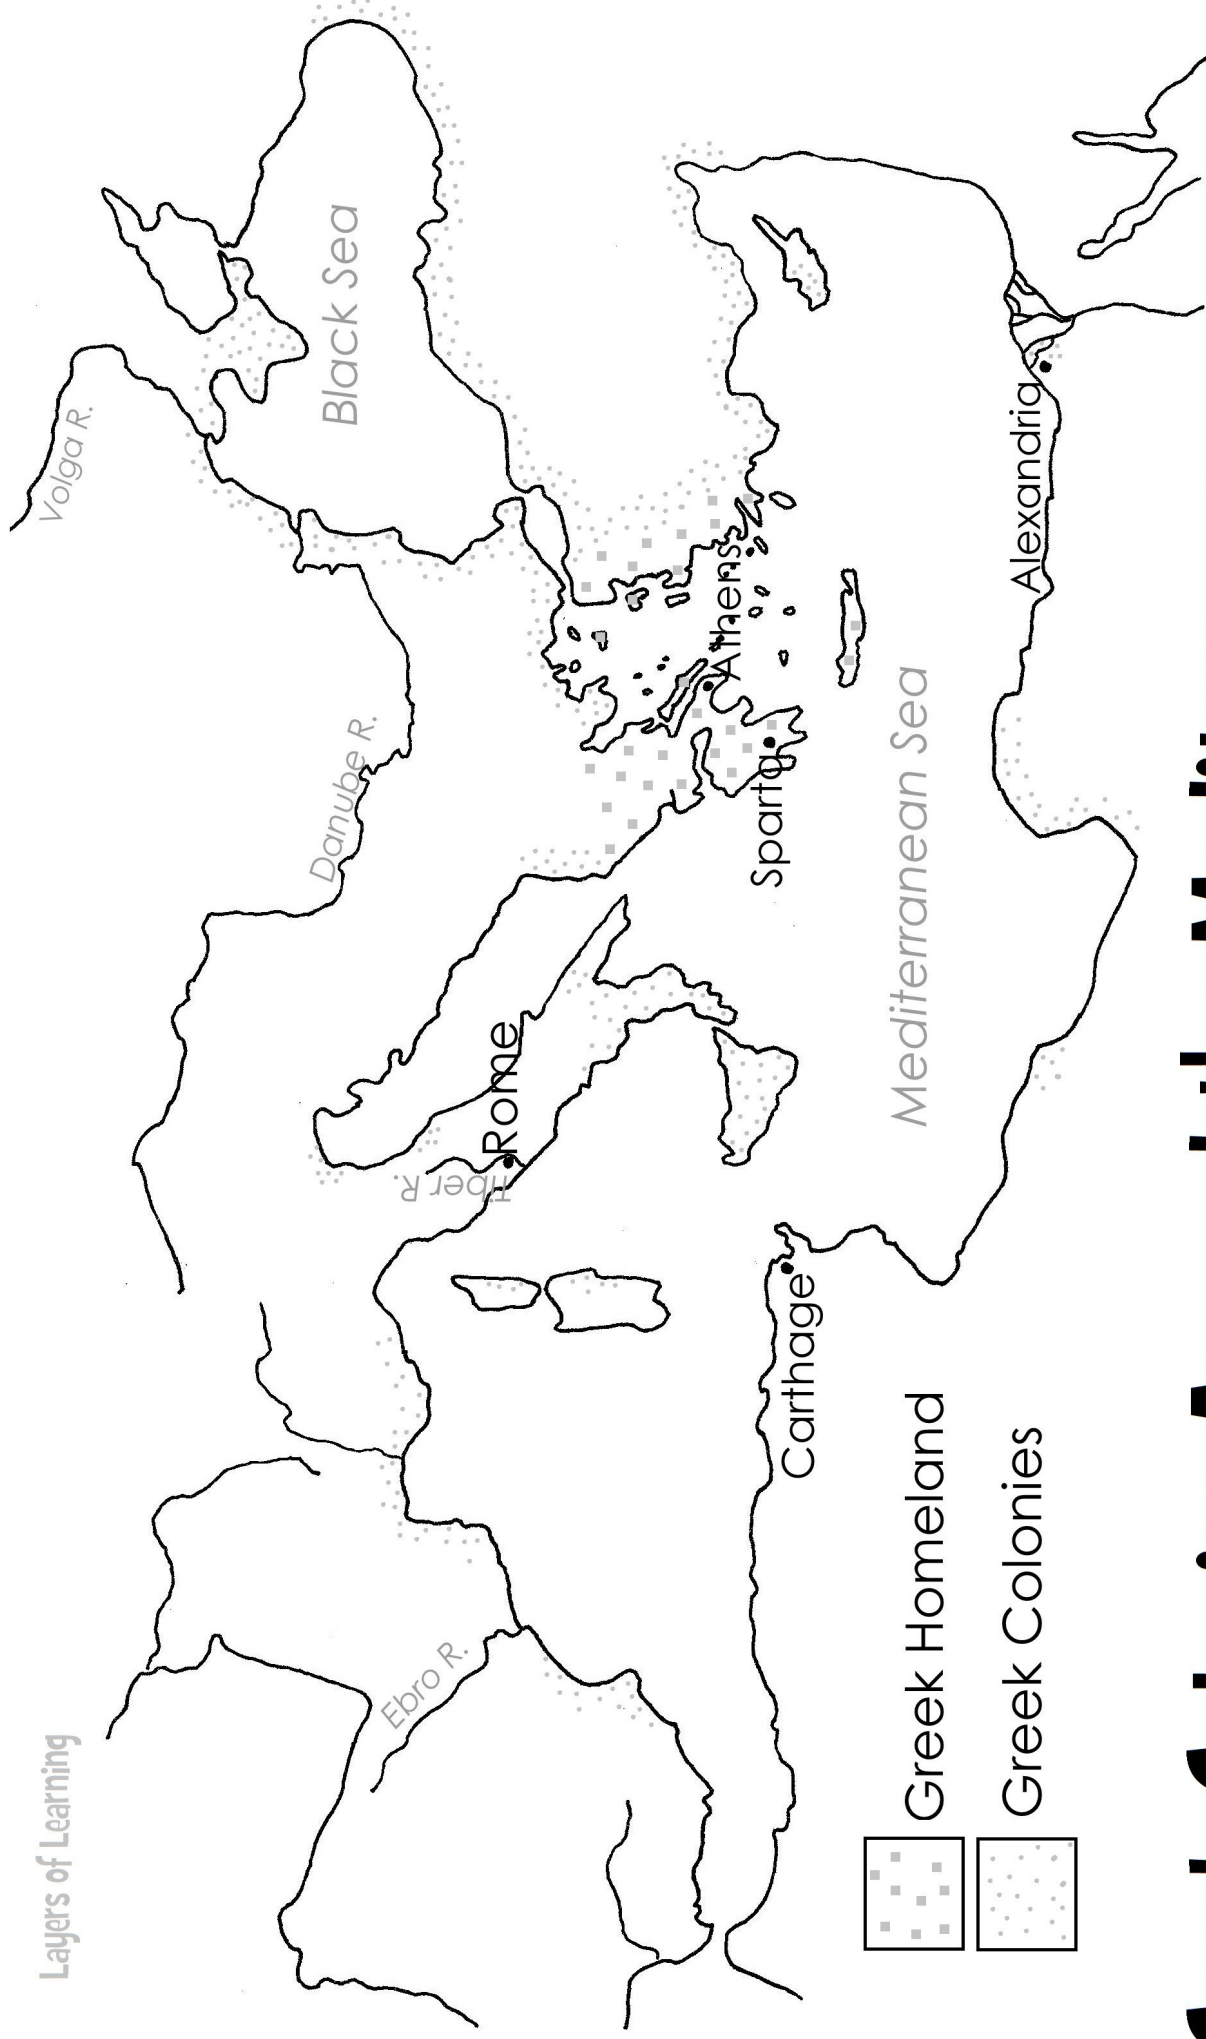 Layers of Learning
Volga R.
Black Sea
Danube R.
Ebro R.
Tiber R.
Rome
Athens
Sparta
Mediterranean Sea
Carthage
Alexandria
Greek Homeland
Greek Colonies